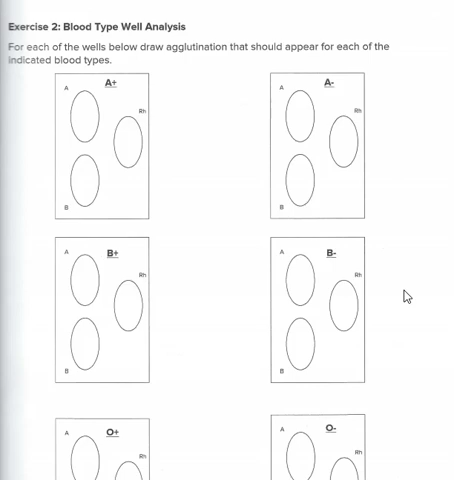 Exercise 2: Blood Type Well Analysis
For each of the wells below draw agglutination that should appear for each of the
indicated blood types.
A A+ Rh
B
A A- Rh
B
A B+ Rh
B
A B- Rh
B
A O+ Rh
A O- Rh